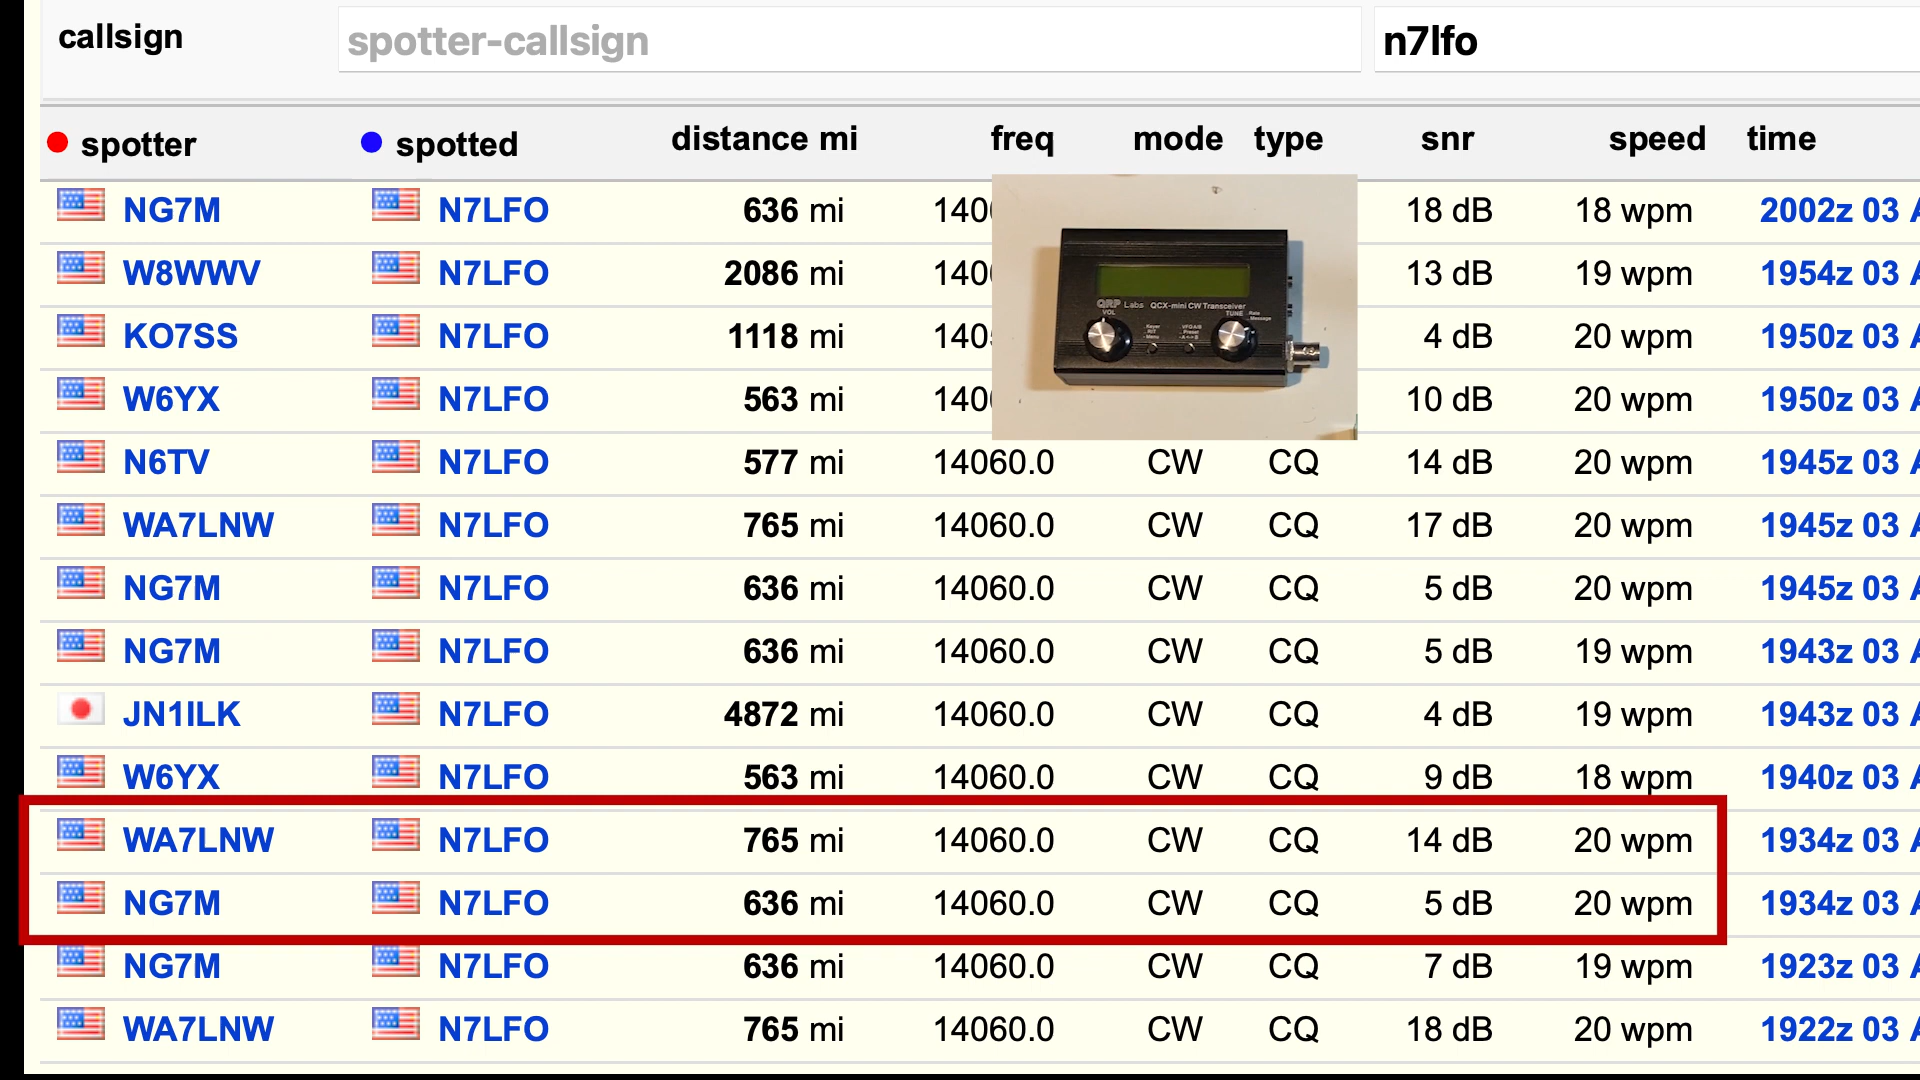 callsign spotter-callsign n7lfo
spotter spotted distance mi freq mode type snr speed time
NG7M N7LFO 636 mi 18 dB 18 wpm 2002z 03
W8WWV N7LFO 2086 mi 13 dB 19 wpm 1954z 03
KO7SS N7LFO 1118 mi 4 dB 20 wpm 1950z 03
W6YX N7LFO 563 mi 10 dB 20 wpm 1950z 03
QRP Labs QCX-mini CW Transceiver
VOL TUNE
N6TV N7LFO 577 mi 14060.0 CW CQ 14 dB 20 wpm 1945z 03
WA7LNW N7LFO 765 mi 14060.0 CW CQ 17 dB 20 wpm 1945z 03
NG7M N7LFO 636 mi 14060.0 CW CQ 5 dB 20 wpm 1945z 03
NG7M N7LFO 636 mi 14060.0 CW CQ 5 dB 19 wpm 1943z 03
JN1ILK N7LFO 4872 mi 14060.0 CW CQ 4 dB 19 wpm 1943z 03
W6YX N7LFO 563 mi 14060.0 CW CQ 9 dB 18 wpm 1940z 03
WA7LNW N7LFO 765 mi 14060.0 CW CQ 14 dB 20 wpm 1934z 03
NG7M N7LFO 636 mi 14060.0 CW CQ 5 dB 20 wpm 1934z 03
NG7M N7LFO 636 mi 14060.0 CW CQ 7 dB 19 wpm 1923z 03
WA7LNW N7LFO 765 mi 14060.0 CW CQ 18 dB 20 wpm 1922z 03